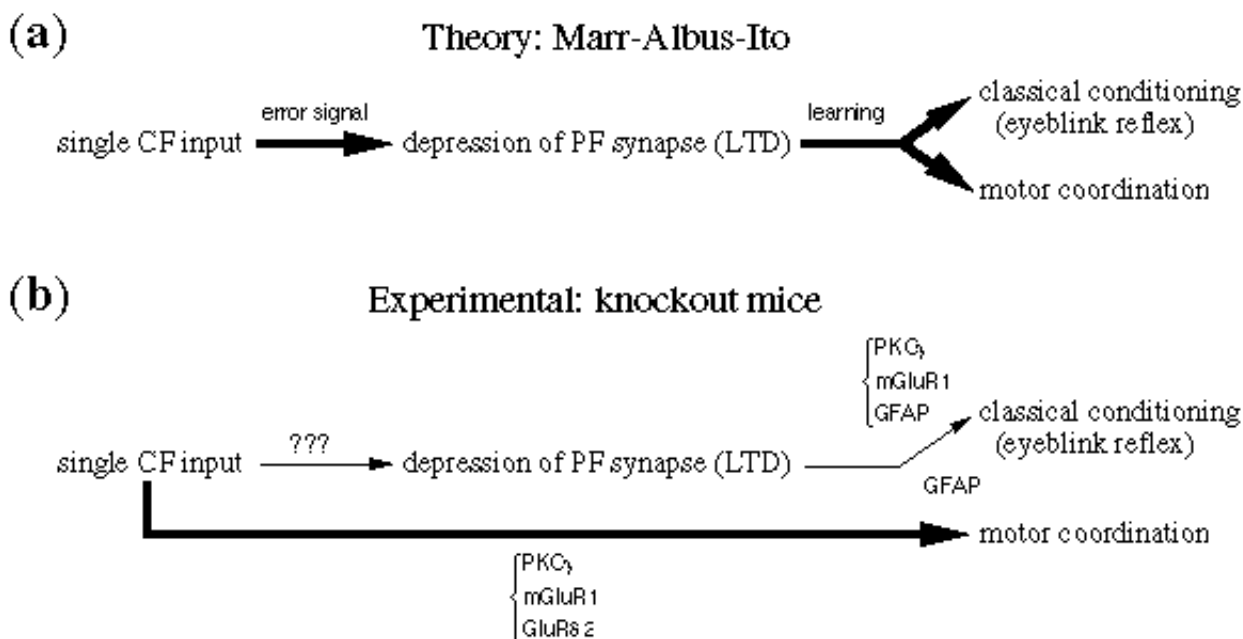 (a)
Theory: Marr-Albus-Ito
single CF input
error signal
depression of PF synapse (LTD)
learning
classical conditioning
(eyeblink reflex)
motor coordination
(b)
Experimental: knockout mice
PKCγ
mGluR1
GFAP
single CF input
???
depression of PF synapse (LTD)
classical conditioning
(eyeblink reflex)
GFAP
motor coordination
PKCγ
mGluR1
GluRδ2